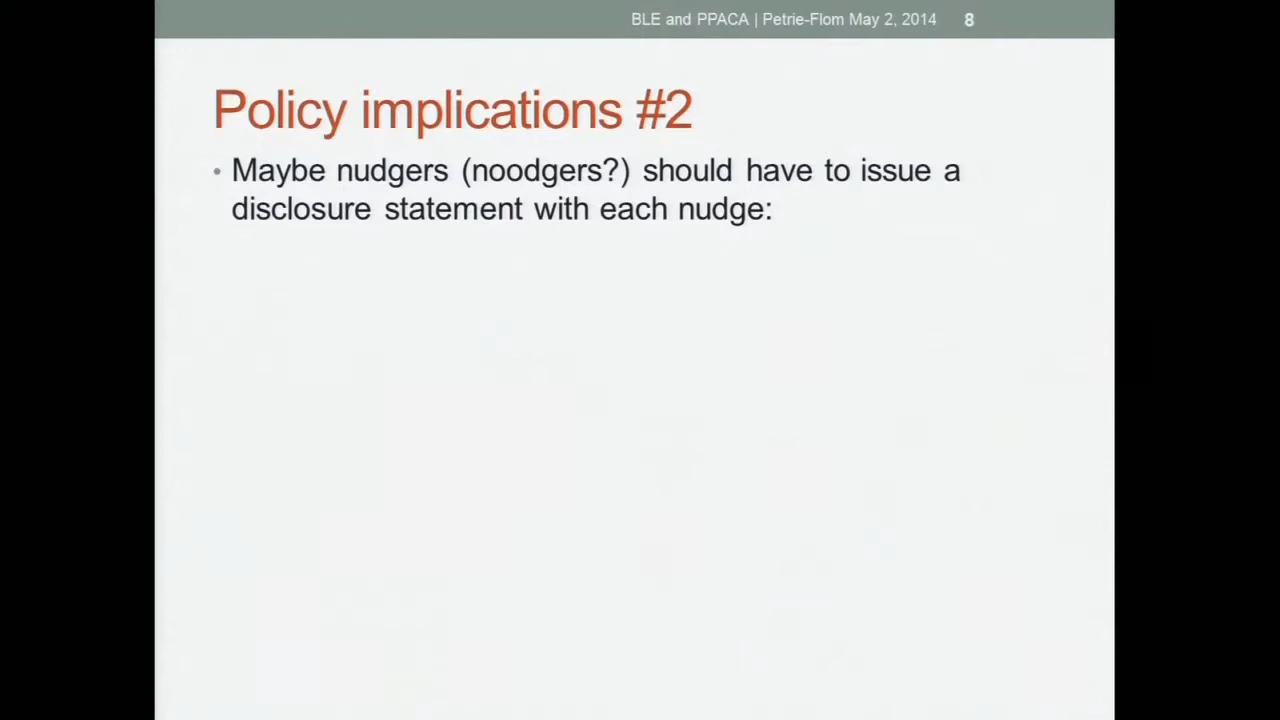 BLE and PPACA | Petrie-Flom May 2, 2014 8
Policy implications #2
• Maybe nudgers (noodgers?) should have to issue a
disclosure statement with each nudge: